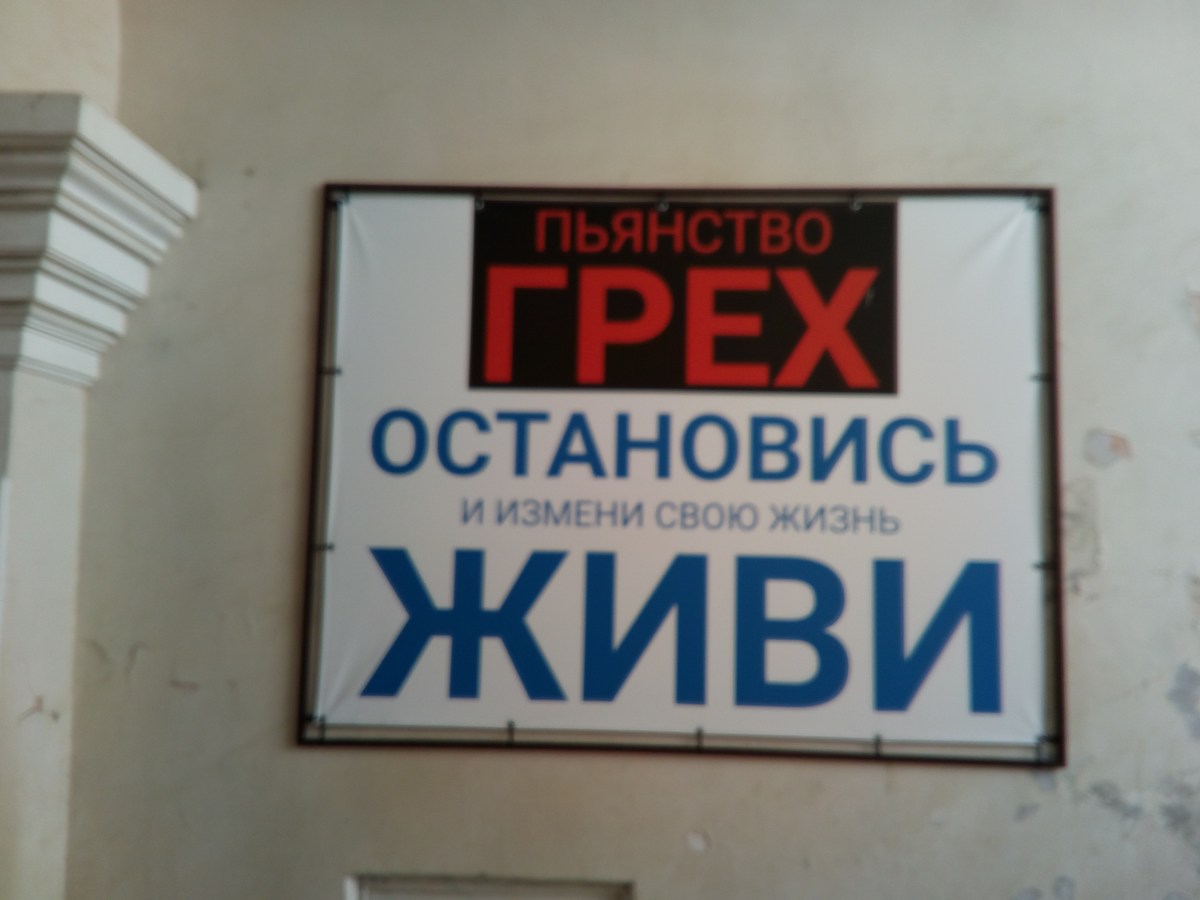 ПЬЯНСТВО
ГРЕХ
ОСТАНОВИСЬ
И ИЗМЕНИ СВОЮ ЖИЗНЬ
ЖИВИ